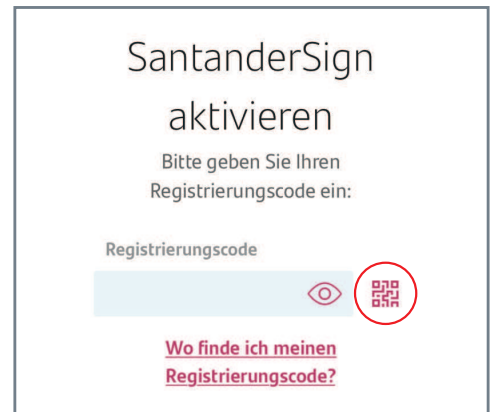 SantanderSign
aktivieren
Bitte geben Sie Ihren
Registrierungscode ein:
Registrierungscode
Wo finde ich meinen
Registrierungscode?